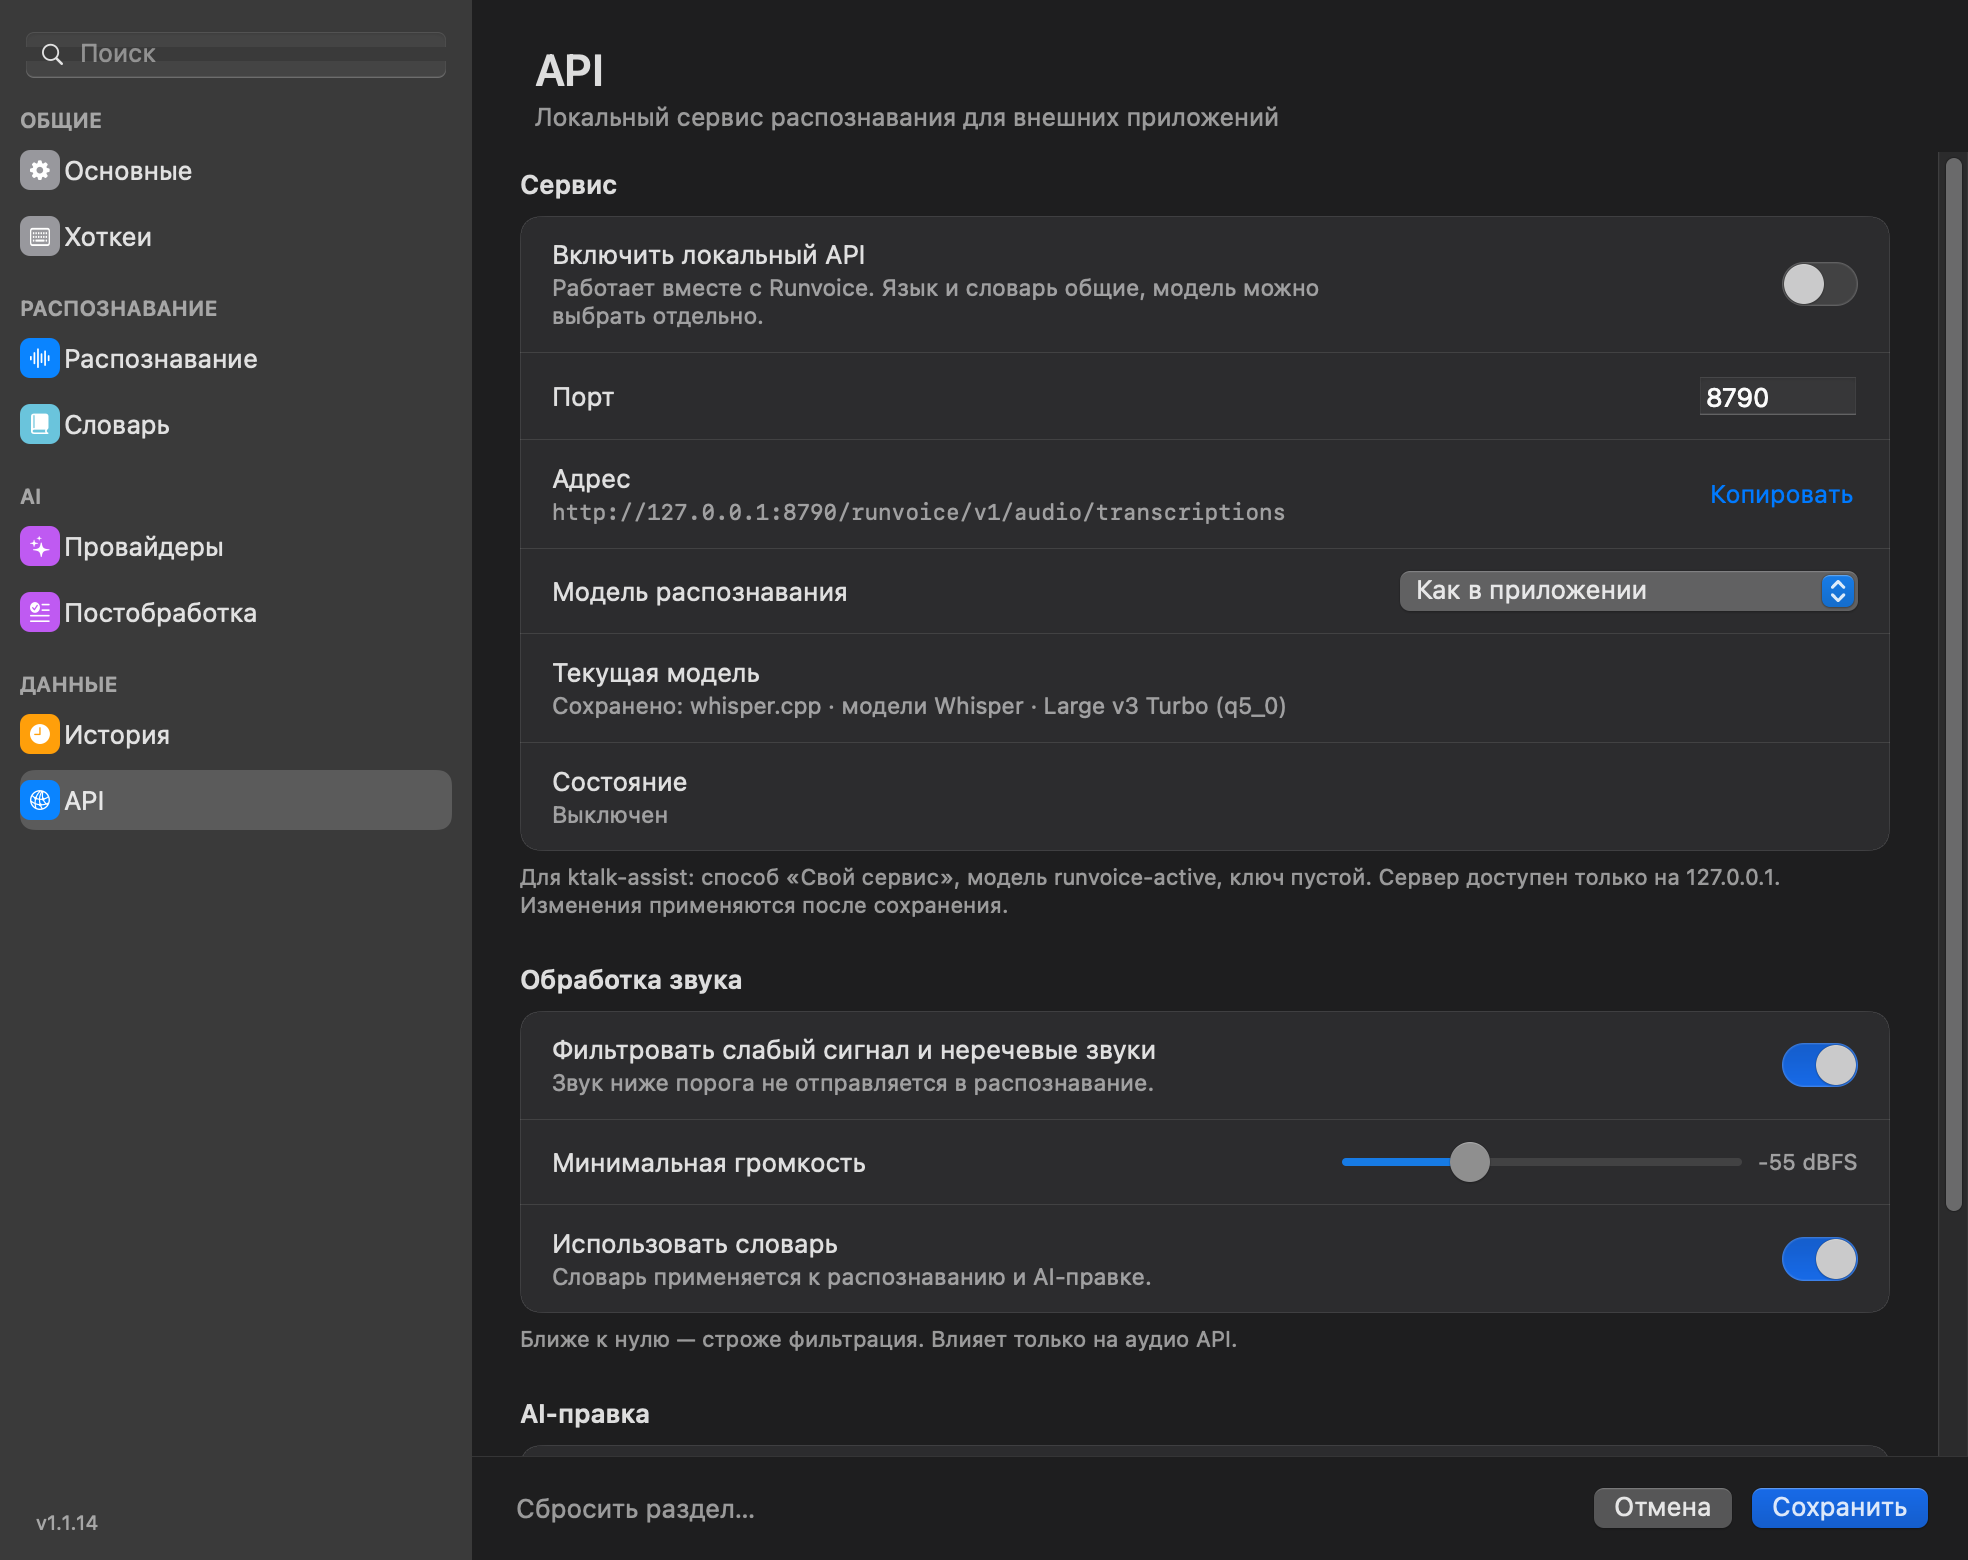 Поиск
ОБЩИЕ
Основные
Хоткеи
РАСПОЗНАВАНИЕ
Распознавание
Словарь
AI
Провайдеры
Постобработка
ДАННЫЕ
История
API
v1.1.14
API
Локальный сервис распознавания для внешних приложений
Сервис
Включить локальный API
Работает вместе с Runvoice. Язык и словарь общие, модель можно
выбрать отдельно.
Порт
8790
Адрес
http://127.0.0.1:8790/runvoice/v1/audio/transcriptions
Копировать
Модель распознавания
Как в приложении
Текущая модель
Сохранено: whisper.cpp · модели Whisper · Large v3 Turbo (q5_0)
Состояние
Выключен
Для ktalk-assist: способ «Свой сервис», модель runvoice-active, ключ пустой. Сервер доступен только на 127.0.0.1.
Изменения применяются после сохранения.
Обработка звука
Фильтровать слабый сигнал и неречевые звуки
Звук ниже порога не отправляется в распознавание.
Минимальная громкость
-55 dBFS
Использовать словарь
Словарь применяется к распознаванию и AI-правке.
Ближе к нулю — строже фильтрация. Влияет только на аудио API.
AI-правка
Сбросить раздел...
Отмена
Сохранить